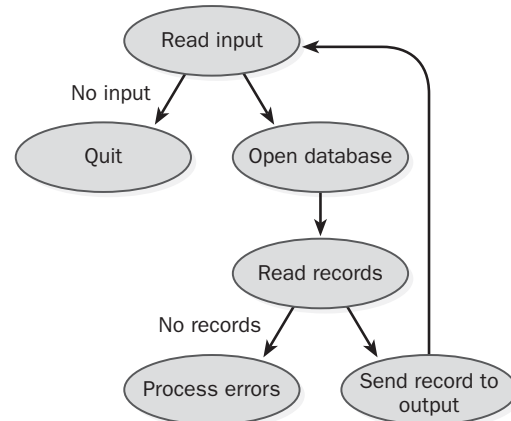 Read input
No input
Quit
Open database
Read records
No records
Process errors
Send record to
output